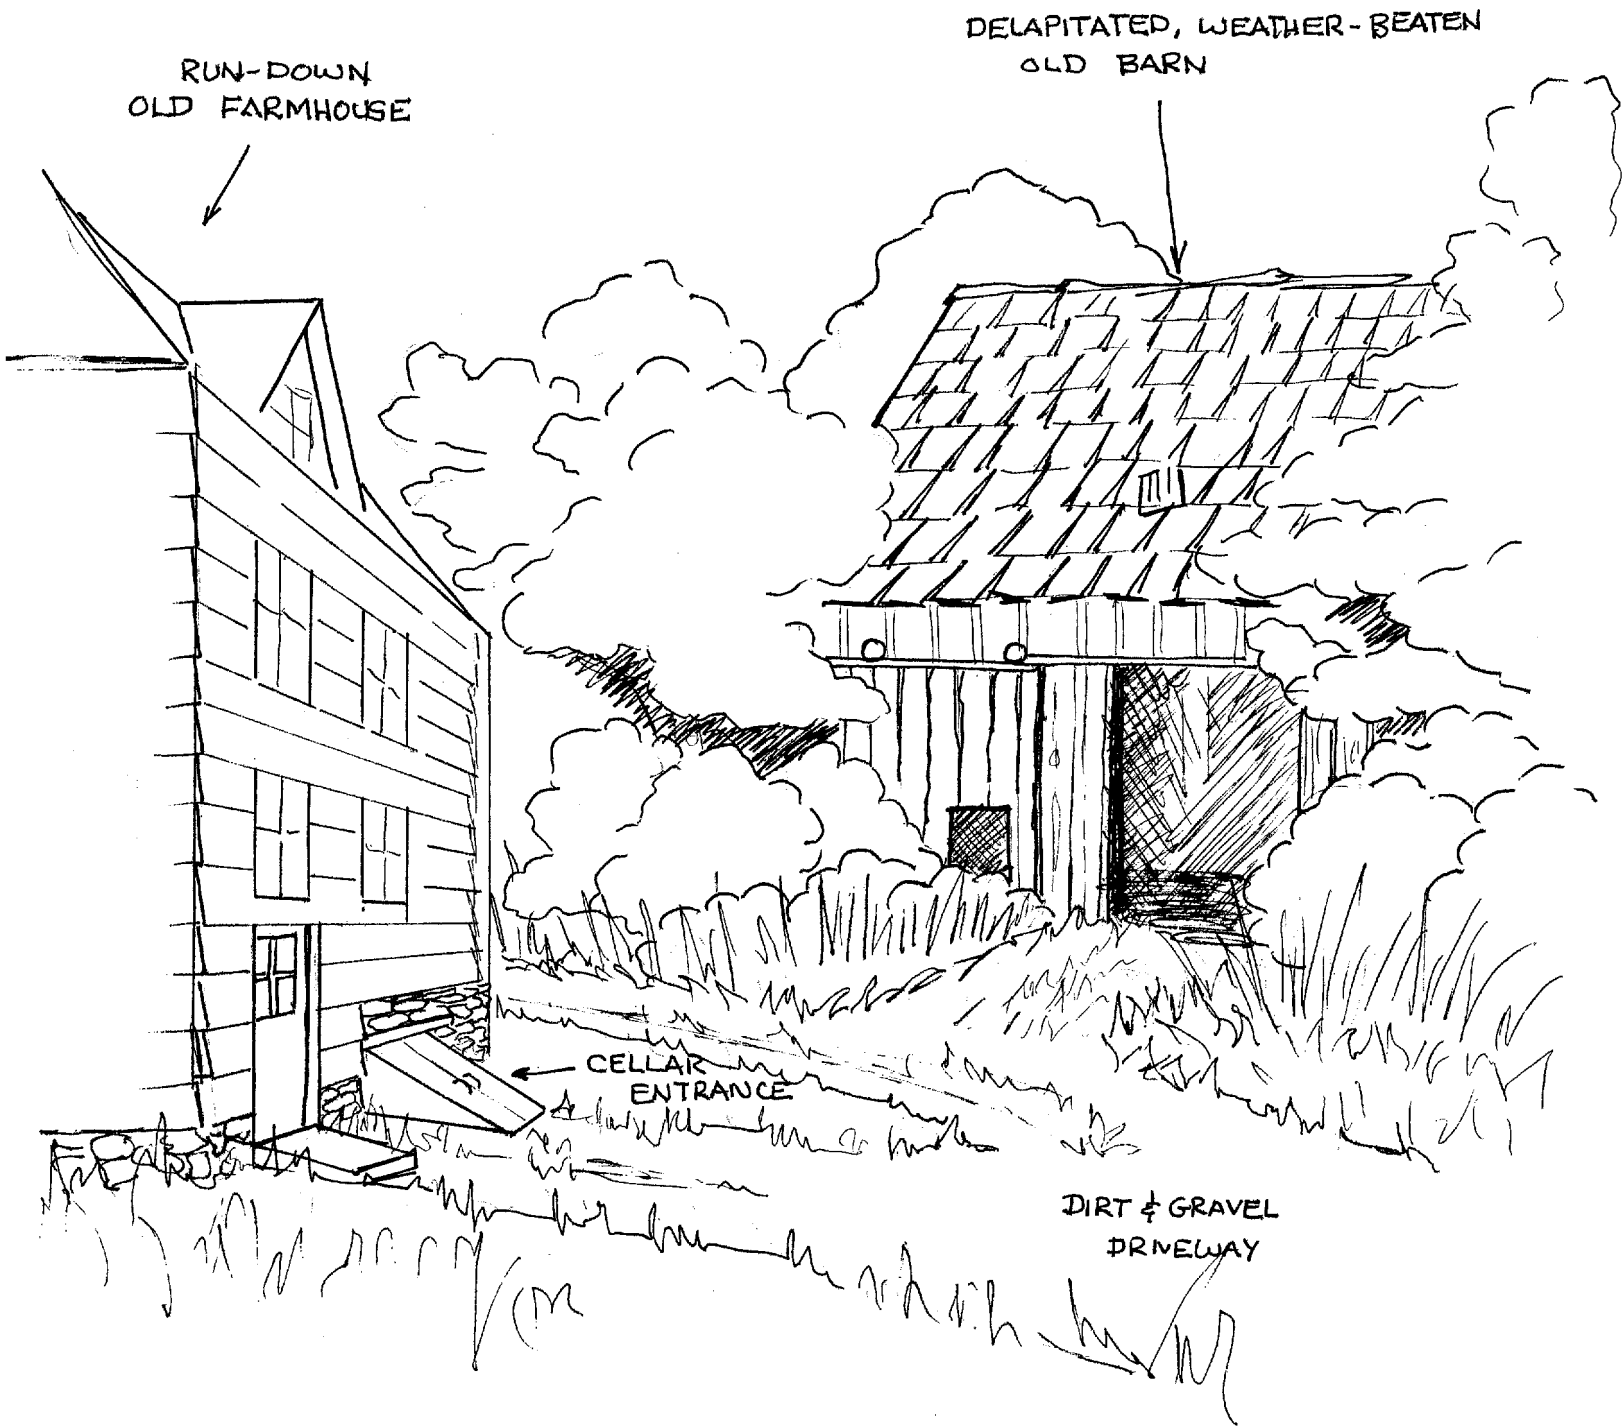 RUN-DOWN
OLD FARMHOUSE
DELAPITATED, WEATHER-BEATEN
OLD BARN
CELLAR
ENTRANCE
DIRT & GRAVEL
DRIVEWAY